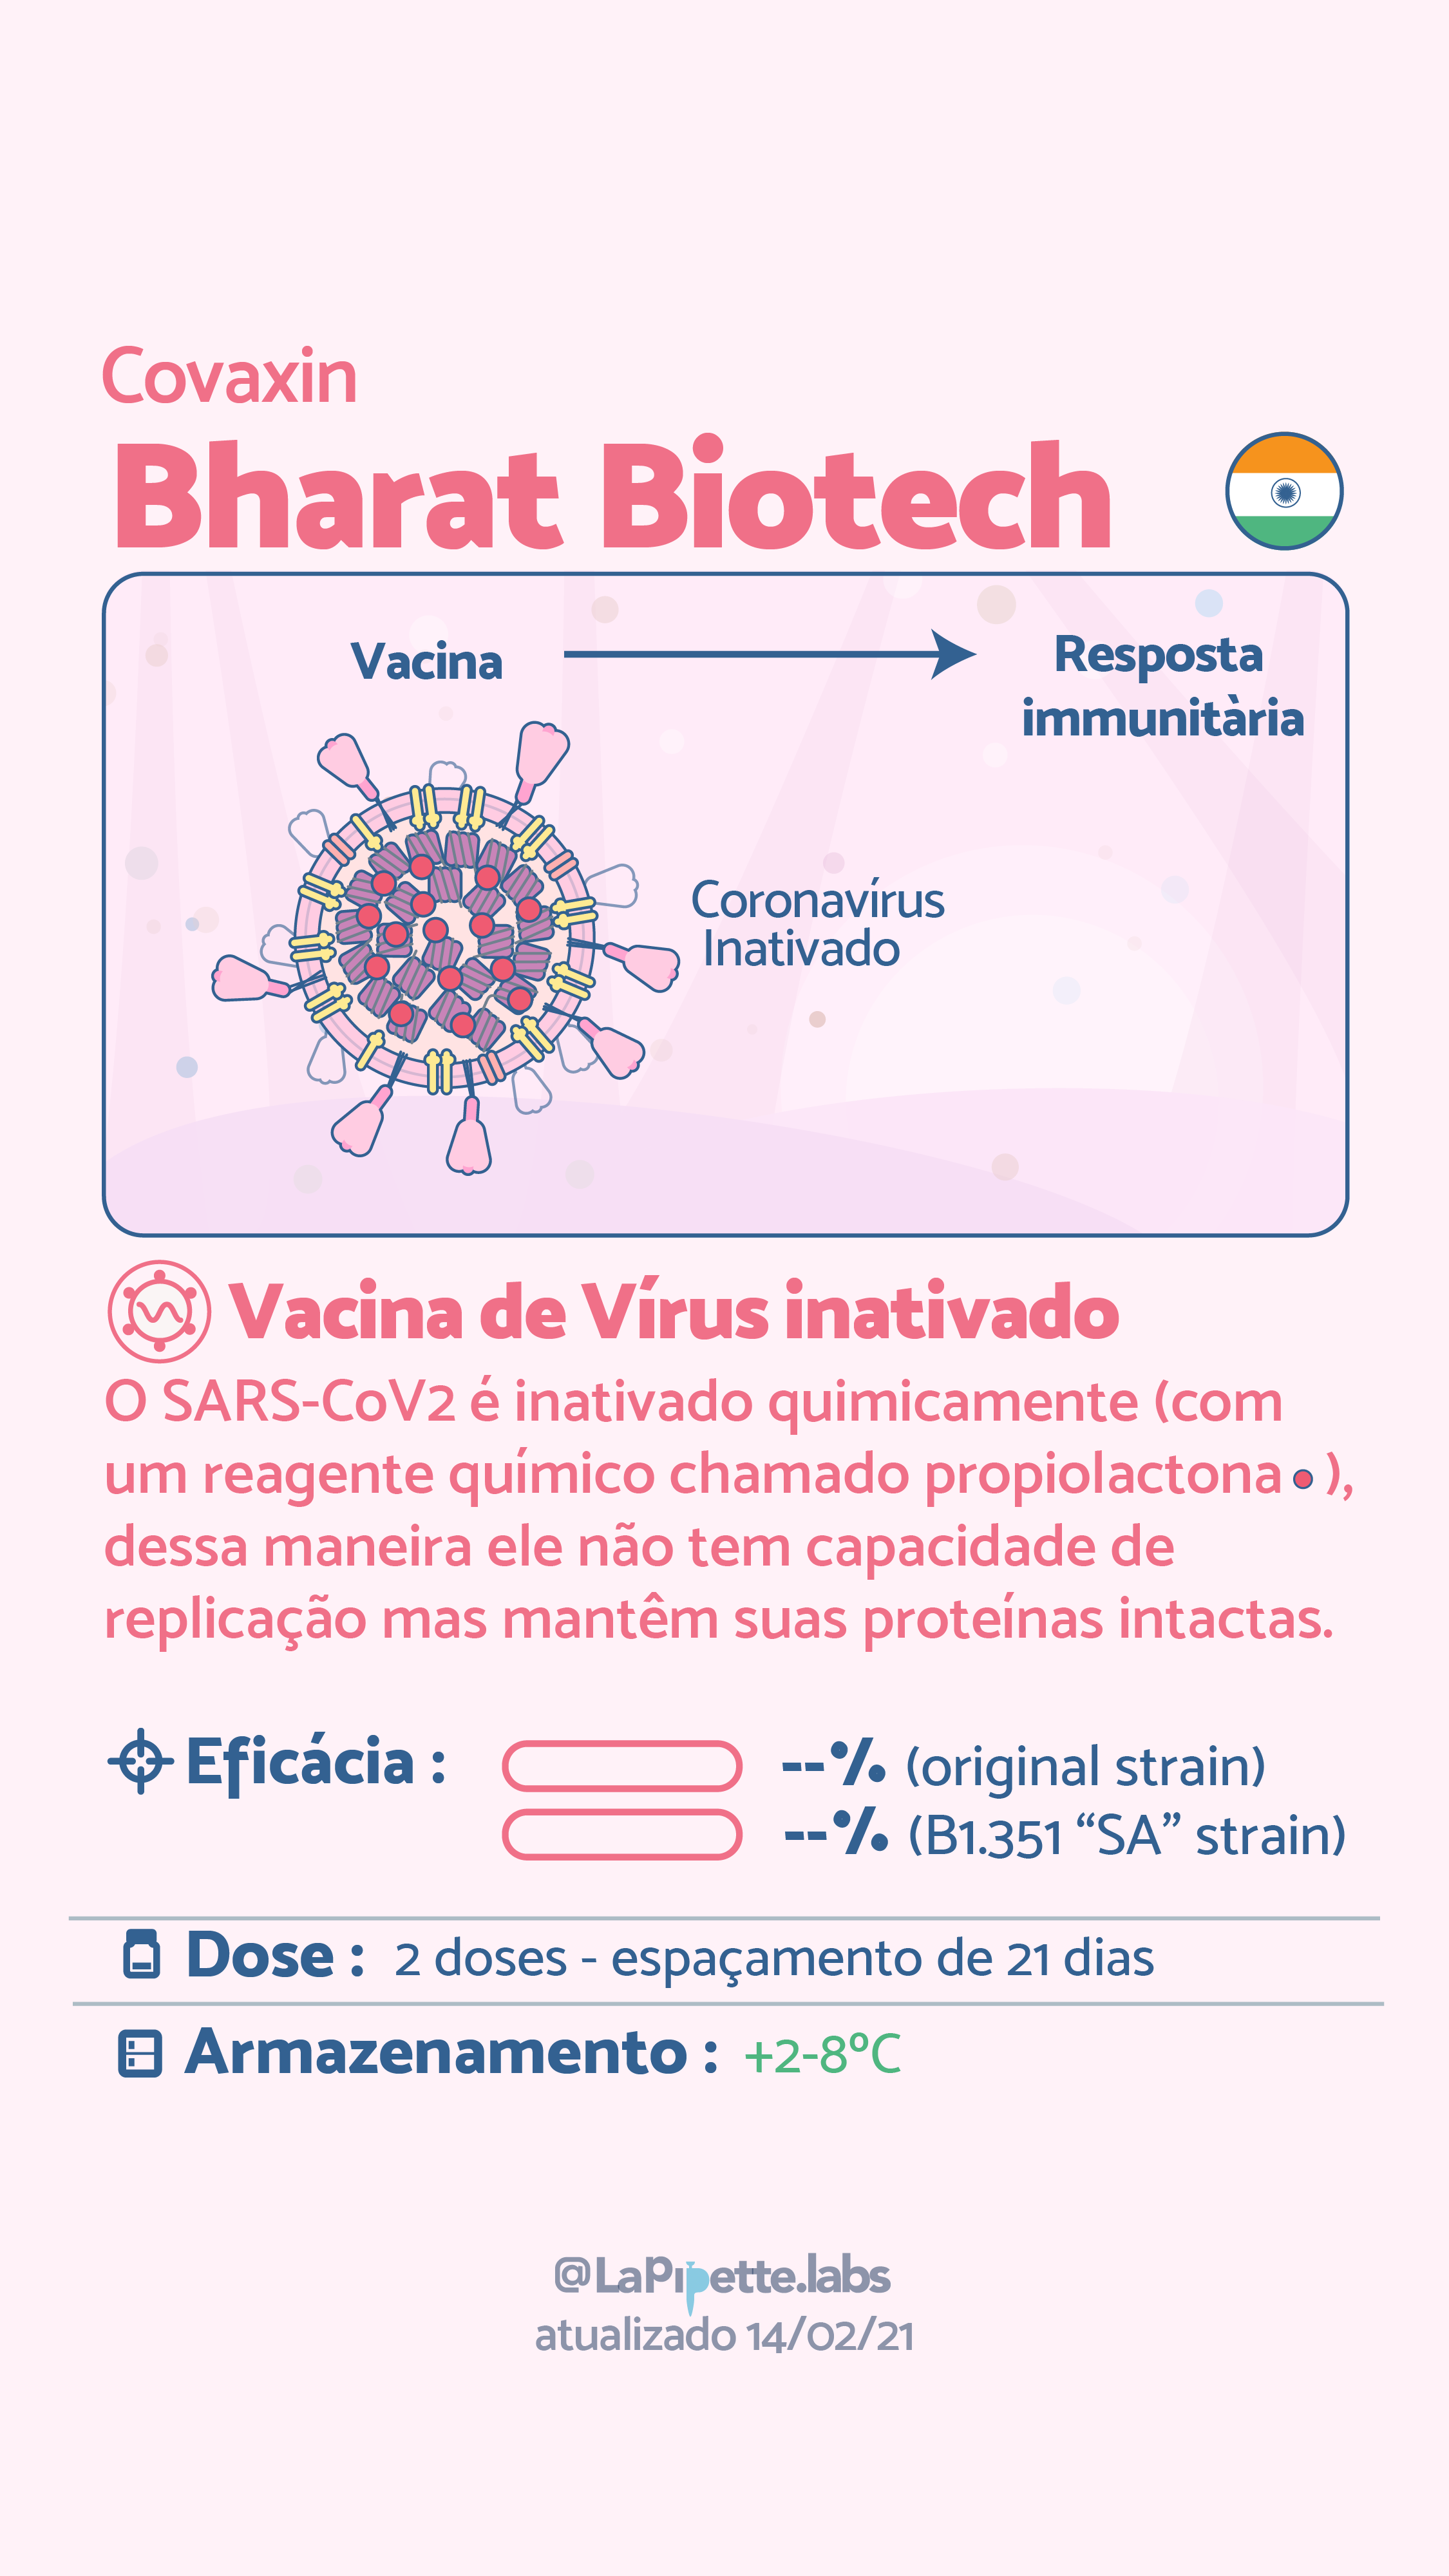 Covaxin
Bharat Biotech
Vacina
Resposta
immunitària
Coronavírus
Inativado
Vacina de Vírus inativado
O SARS-CoV2 é inativado quimicamente (com
um reagente químico chamado propiolactona ),
dessa maneira ele não tem capacidade de
replicação mas mantêm suas proteínas intactas.
Eficácia : --% (original strain)
--% (B1.351 “SA” strain)
Dose : 2 doses - espaçamento de 21 dias
Armazenamento : +2-8ºC
@LaPipette.labs
atualizado 14/02/21